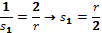 1/s₁ = 2/r → s₁ = r/2